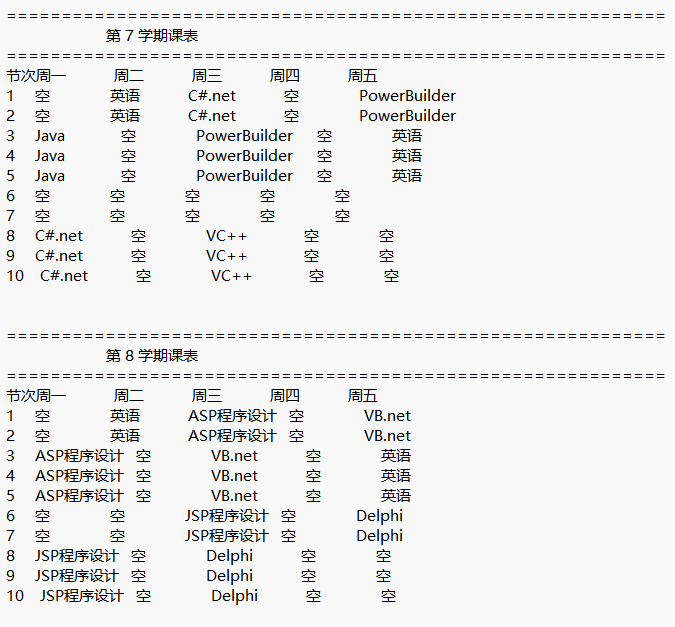 ============================================================
第 7 学期课表
============================================================
节次周一 周二 周三 周四 周五
1 空 英语 C#.net 空 PowerBuilder
2 空 英语 C#.net 空 PowerBuilder
3 Java 空 PowerBuilder 空 英语
4 Java 空 PowerBuilder 空 英语
5 Java 空 PowerBuilder 空 英语
6 空 空 空 空 空
7 空 空 空 空 空
8 C#.net 空 VC++ 空 空
9 C#.net 空 VC++ 空 空
10 C#.net 空 VC++ 空 空
============================================================
第 8 学期课表
============================================================
节次周一 周二 周三 周四 周五
1 空 英语 ASP程序设计 空 VB.net
2 空 英语 ASP程序设计 空 VB.net
3 ASP程序设计 空 VB.net 空 英语
4 ASP程序设计 空 VB.net 空 英语
5 ASP程序设计 空 VB.net 空 英语
6 空 空 JSP程序设计 空 Delphi
7 空 空 JSP程序设计 空 Delphi
8 JSP程序设计 空 Delphi 空 空
9 JSP程序设计 空 Delphi 空 空
10 JSP程序设计 空 Delphi 空 空